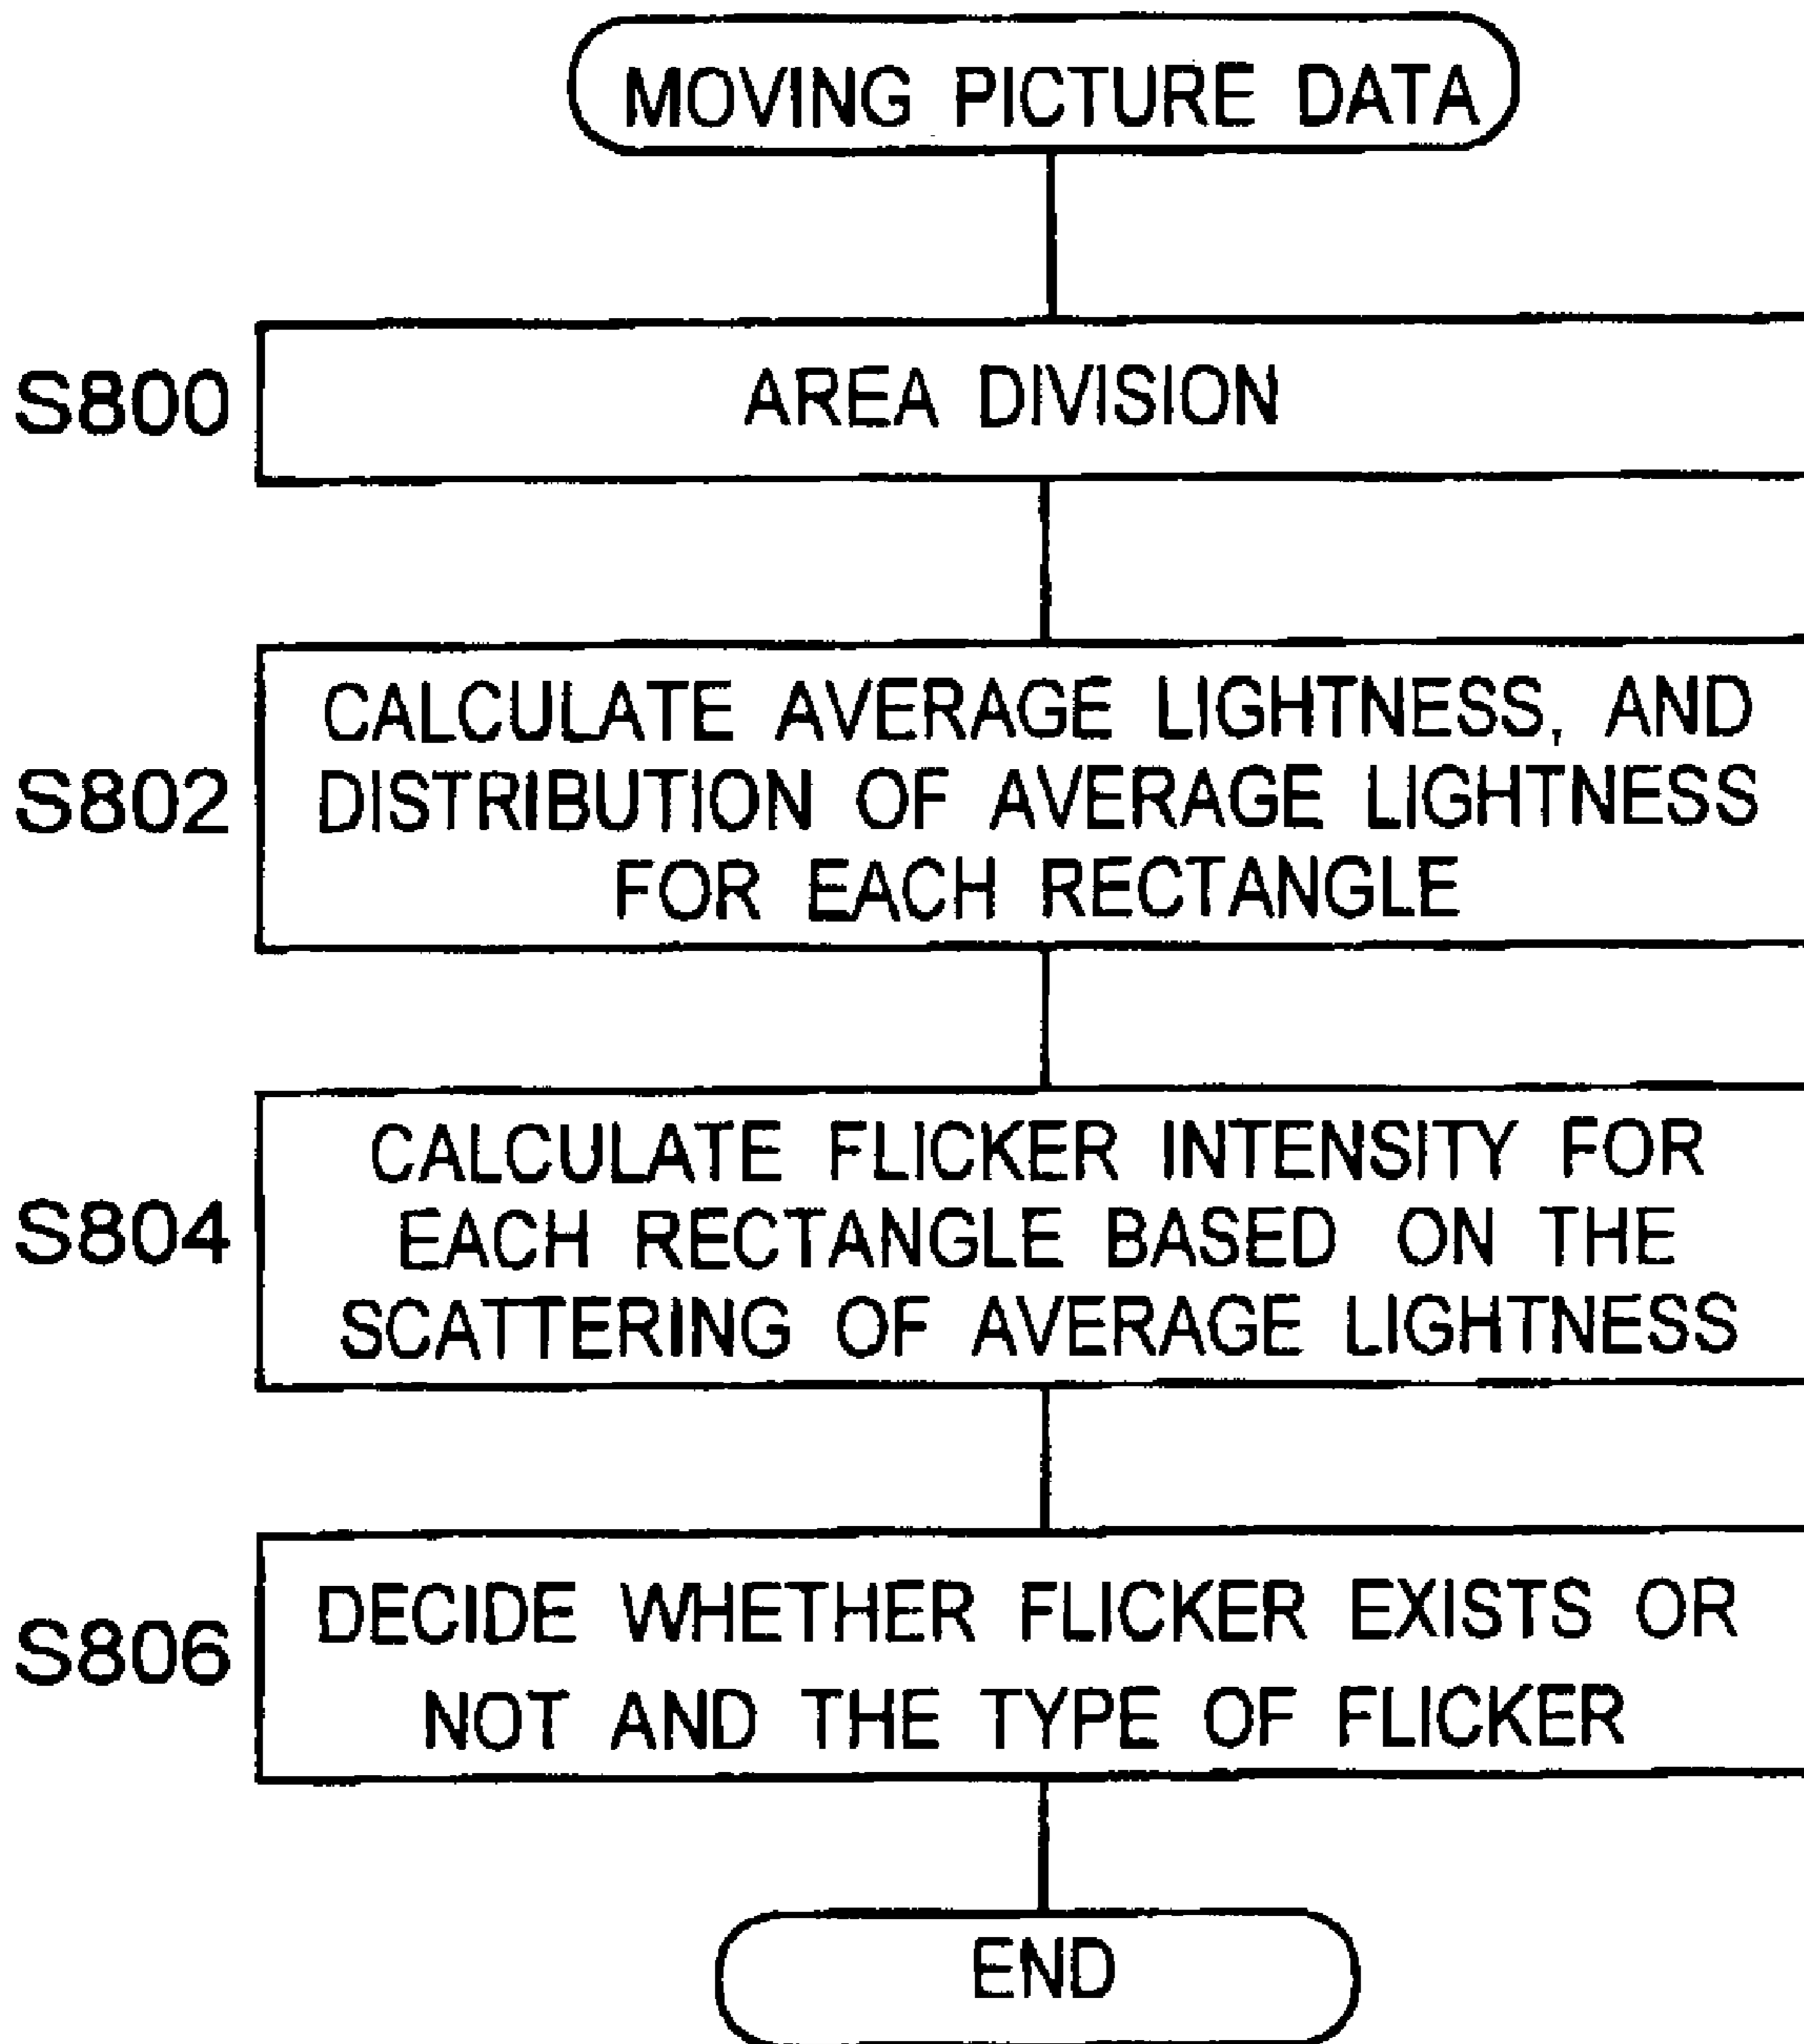 MOVING PICTURE DATA
S800
AREA DIVISION
S802
CALCULATE AVERAGE LIGHTNESS, AND
DISTRIBUTION OF AVERAGE LIGHTNESS
FOR EACH RECTANGLE
S804
CALCULATE FLICKER INTENSITY FOR
EACH RECTANGLE BASED ON THE
SCATTERING OF AVERAGE LIGHTNESS
S806
DECIDE WHETHER FLICKER EXISTS OR
NOT AND THE TYPE OF FLICKER
END